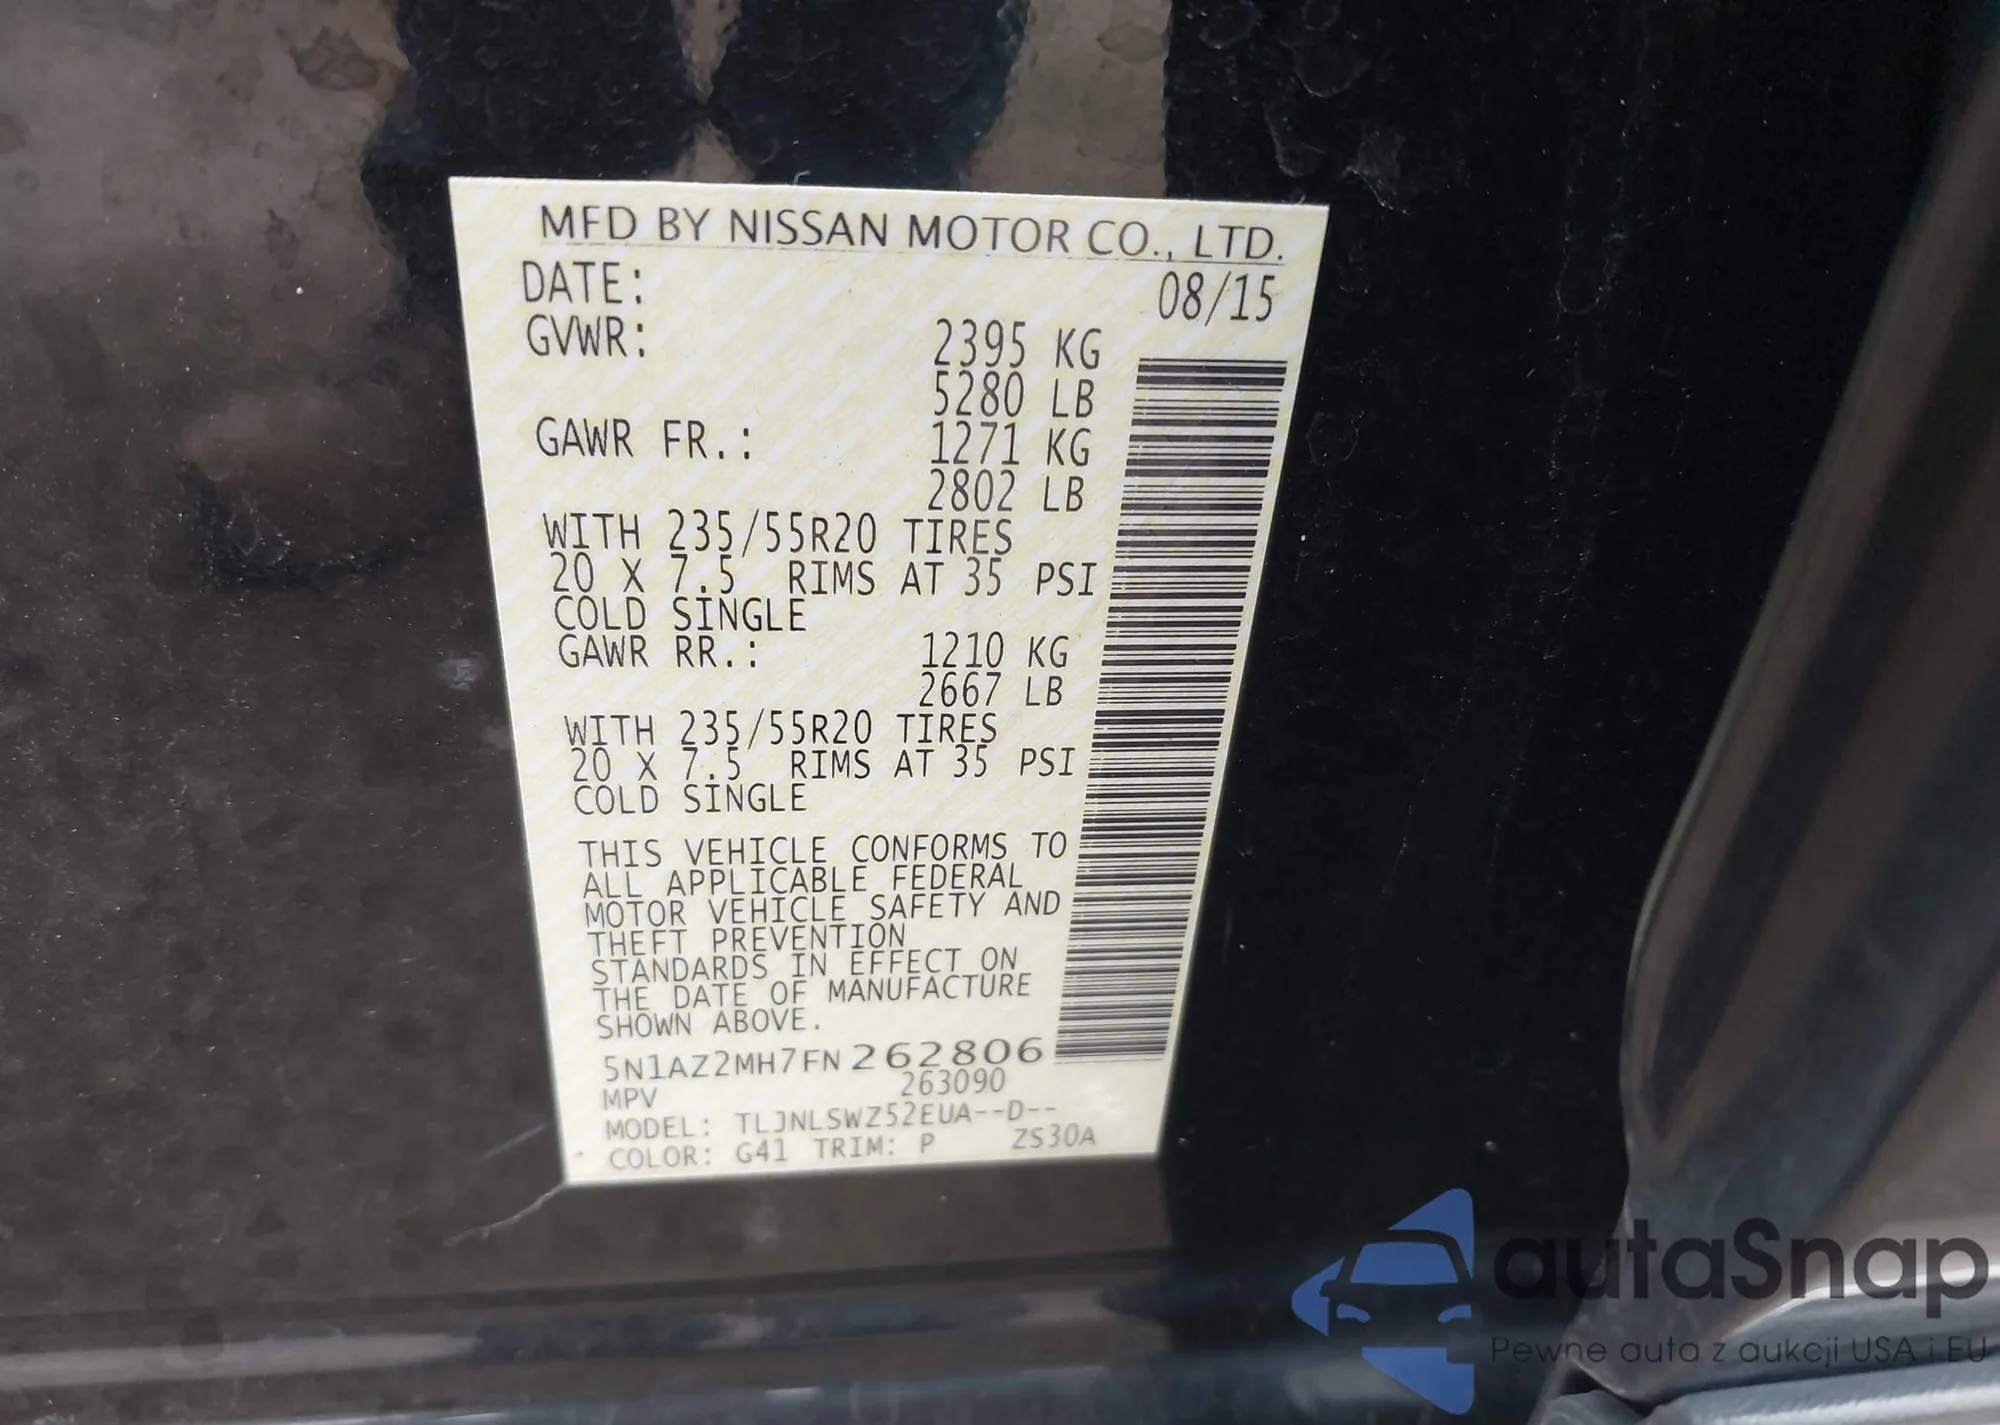 MFD BY NISSAN MOTOR CO., LTD.
DATE: 08/15
GVWR: 2395 KG
5280 LB
GAWR FR.: 1271 KG
2802 LB
WITH 235/55R20 TIRES
20 X 7.5 RIMS AT 35 PSI
COLD SINGLE
GAWR RR.: 1210 KG
2667 LB
WITH 235/55R20 TIRES
20 X 7.5 RIMS AT 35 PSI
COLD SINGLE
THIS VEHICLE CONFORMS TO
ALL APPLICABLE FEDERAL
MOTOR VEHICLE SAFETY AND
THEFT PREVENTION
STANDARDS IN EFFECT ON
THE DATE OF MANUFACTURE
SHOWN ABOVE.
5N1AZ2MH7FN262806
MPV 263090
MODEL: TLJNLSWZ52EUA--D--
COLOR: G41 TRIM: P ZS30A
autaSnap
Pewne auta z aukcji USA i EU